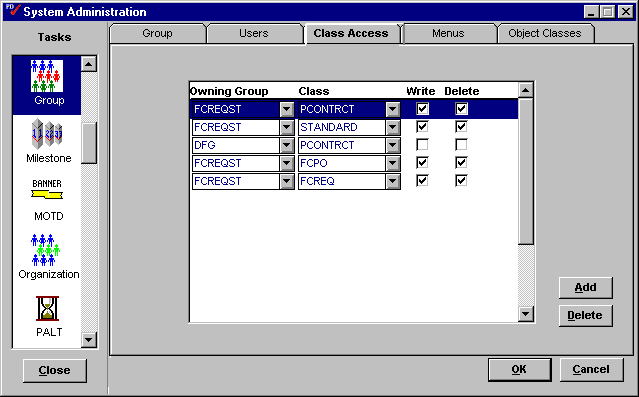 PD System Administration
Tasks
Group
Milestone
BANNER
MOTD
Organization
PALT
Close
Group Users Class Access Menus Object Classes
Owning Group Class Write Delete
FCREQST PCONTRCT
FCREQST STANDARD
DFG PCONTRCT
FCREQST FCPO
FCREQST FCREQ
Add
Delete
OK Cancel